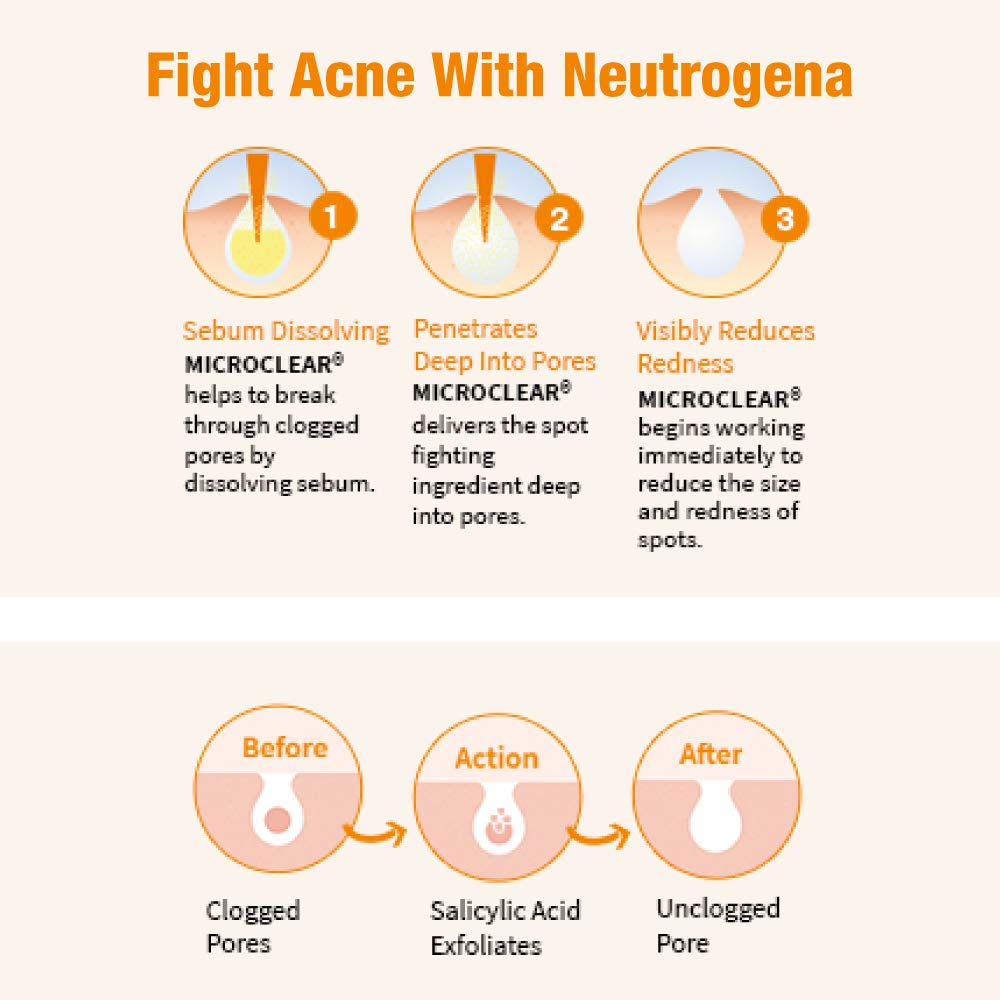 Fight Acne With Neutrogena
1
Sebum Dissolving
MICROCLEAR®
helps to break
through clogged
pores by
dissolving sebum.
2
Penetrates
Deep Into Pores
MICROCLEAR®
delivers the spot
fighting
ingredient deep
into pores.
3
Visibly Reduces
Redness
MICROCLEAR®
begins working
immediately to
reduce the size
and redness of
spots.
Before
Clogged
Pores
Action
Salicylic Acid
Exfoliates
After
Unclogged
Pore